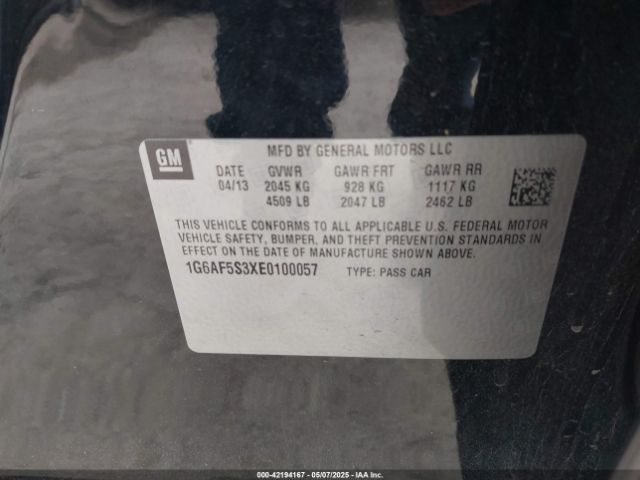 GM
MFD BY GENERAL MOTORS LLC
DATE GVWR GAWR FRT GAWR RR
04/13 2045 KG 928 KG 1117 KG
4509 LB 2047 LB 2462 LB
THIS VEHICLE CONFORMS TO ALL APPLICABLE U.S. FEDERAL MOTOR
VEHICLE SAFETY, BUMPER, AND THEFT PREVENTION STANDARDS IN
EFFECT ON THE DATE OF MANUFACTURE SHOWN ABOVE.
1G6AF5S3XE0100057 TYPE: PASS CAR
000-42194167 05/07/2025 IAAI.COM